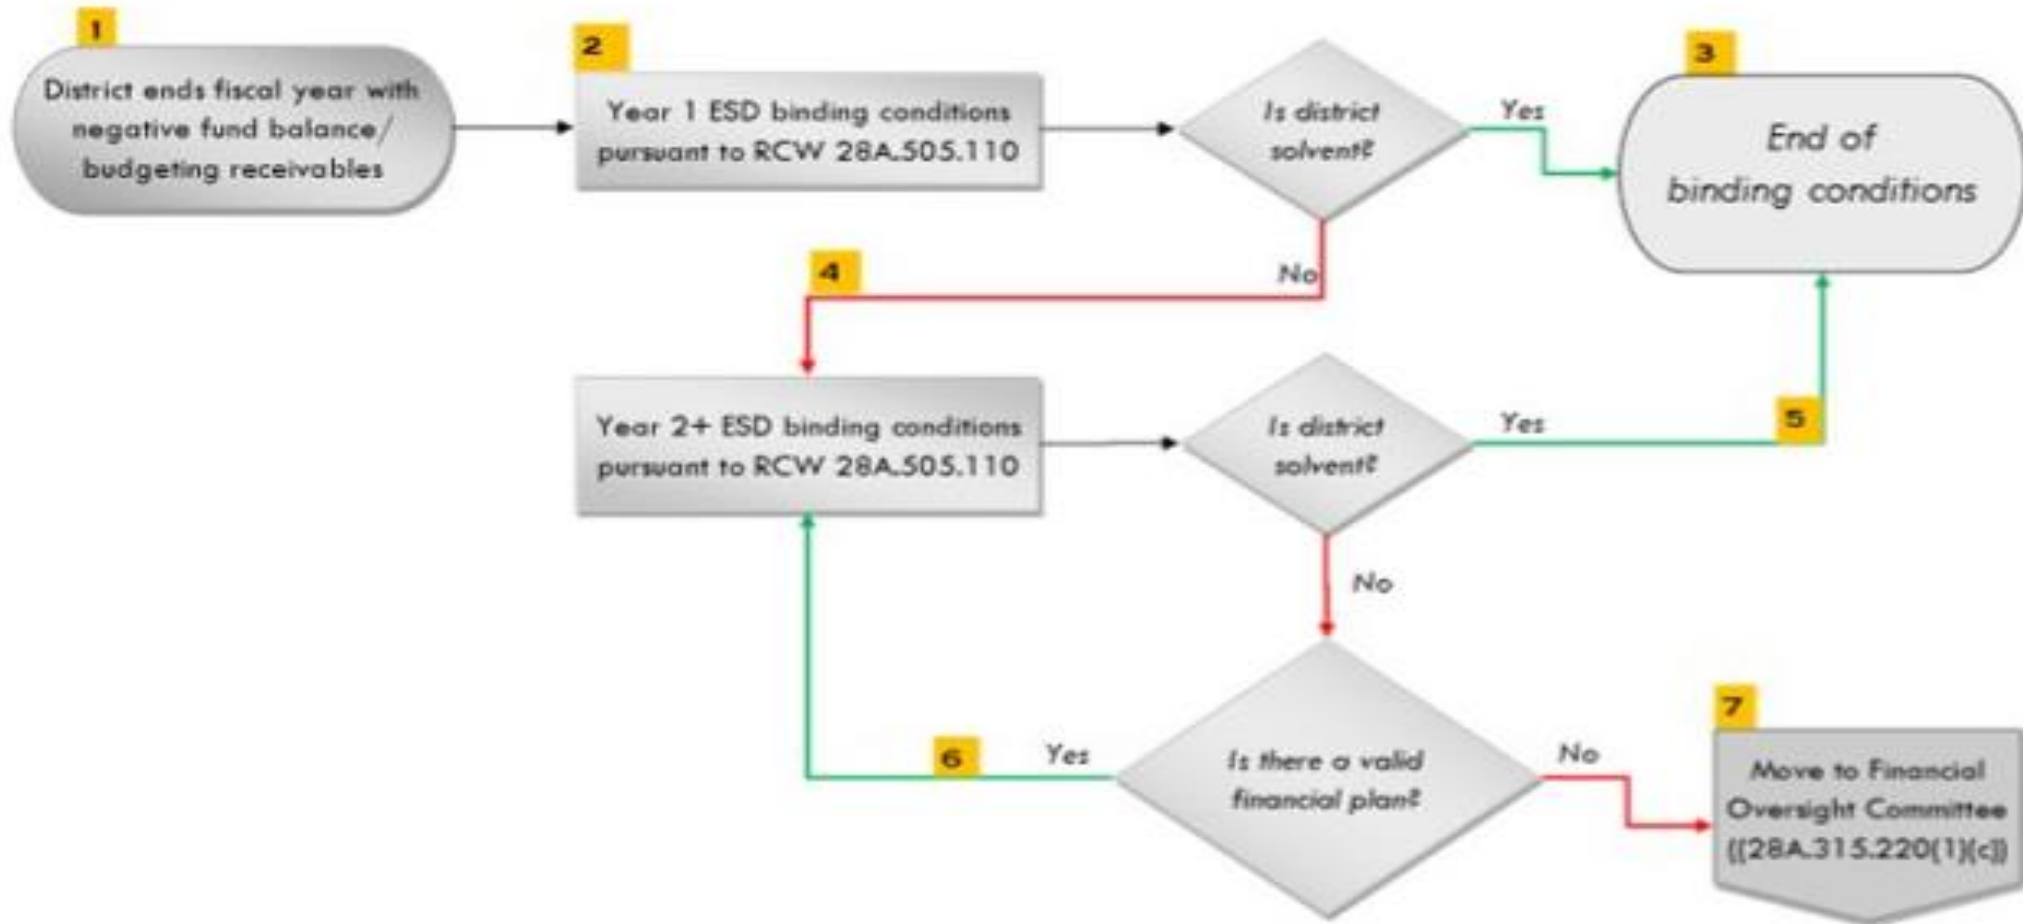 1
District ends fiscal year with
negative fund balance/
budgeting receivables
2
Year 1 ESD binding conditions
pursuant to RCW 28A.505.110
Is district
solvent?
Yes
3
End of
binding conditions
No
4
Year 2+ ESD binding conditions
pursuant to RCW 28A.505.110
Is district
solvent?
Yes
5
No
Is there a valid
financial plan?
Yes
6
No
7
Move to Financial
Oversight Committee
((28A.315.220(1)(c))